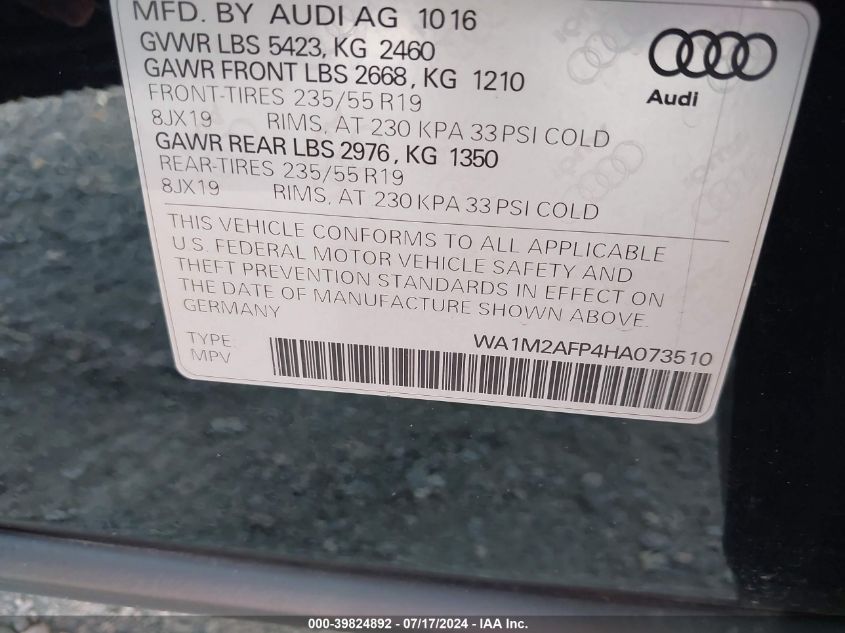 MFD. BY AUDI AG 10 16
GVWR LBS 5423, KG 2460
GAWR FRONT LBS 2668, KG 1210
FRONT-TIRES 235/55 R19
8JX19 RIMS, AT 230 KPA 33 PSI COLD
GAWR REAR LBS 2976, KG 1350
REAR-TIRES 235/55 R19
8JX19 RIMS, AT 230 KPA 33 PSI COLD
Audi
THIS VEHICLE CONFORMS TO ALL APPLICABLE
U.S. FEDERAL MOTOR VEHICLE SAFETY AND
THEFT PREVENTION STANDARDS IN EFFECT ON
THE DATE OF MANUFACTURE SHOWN ABOVE.
GERMANY
TYPE: WA1M2AFP4HA073510
MPV
000-39824892 - 07/17/2024 - IAA Inc.